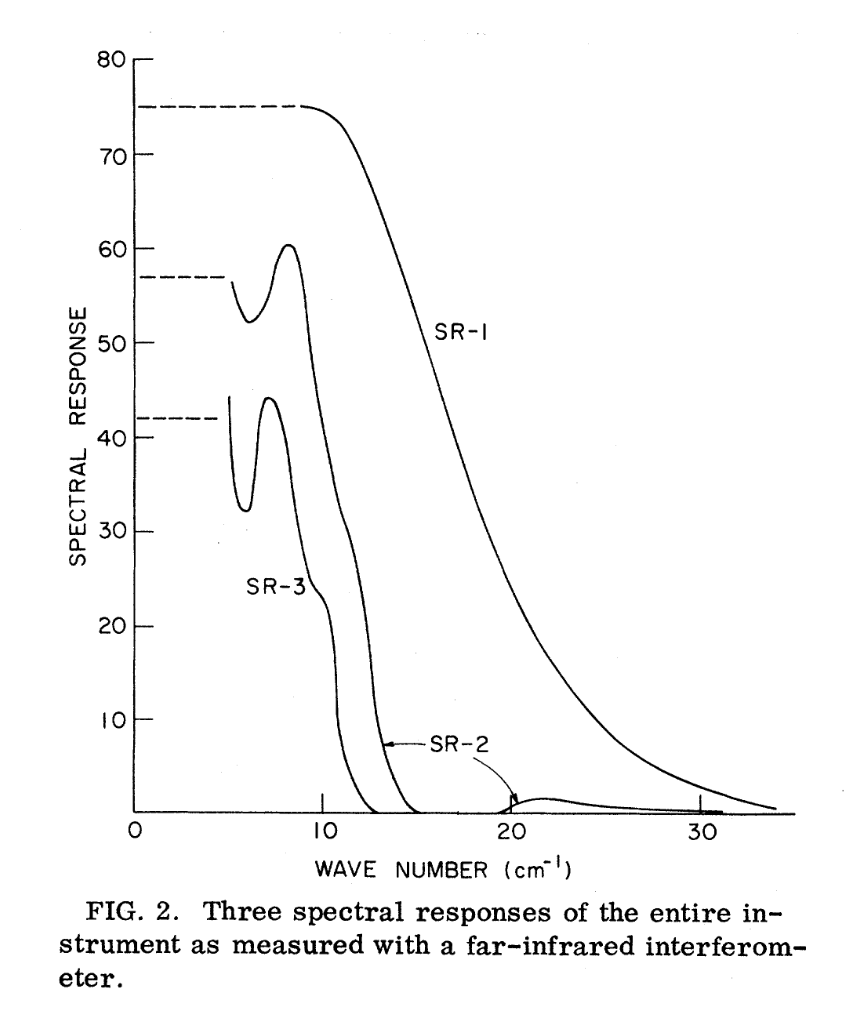 80
70
60
50
40
30
20
10
SPECTRAL RESPONSE
SR-1
SR-3
SR-2
0 10 20 30
WAVE NUMBER (cm⁻¹)
FIG. 2. Three spectral responses of the entire in-
strument as measured with a far-infrared interferom-
eter.